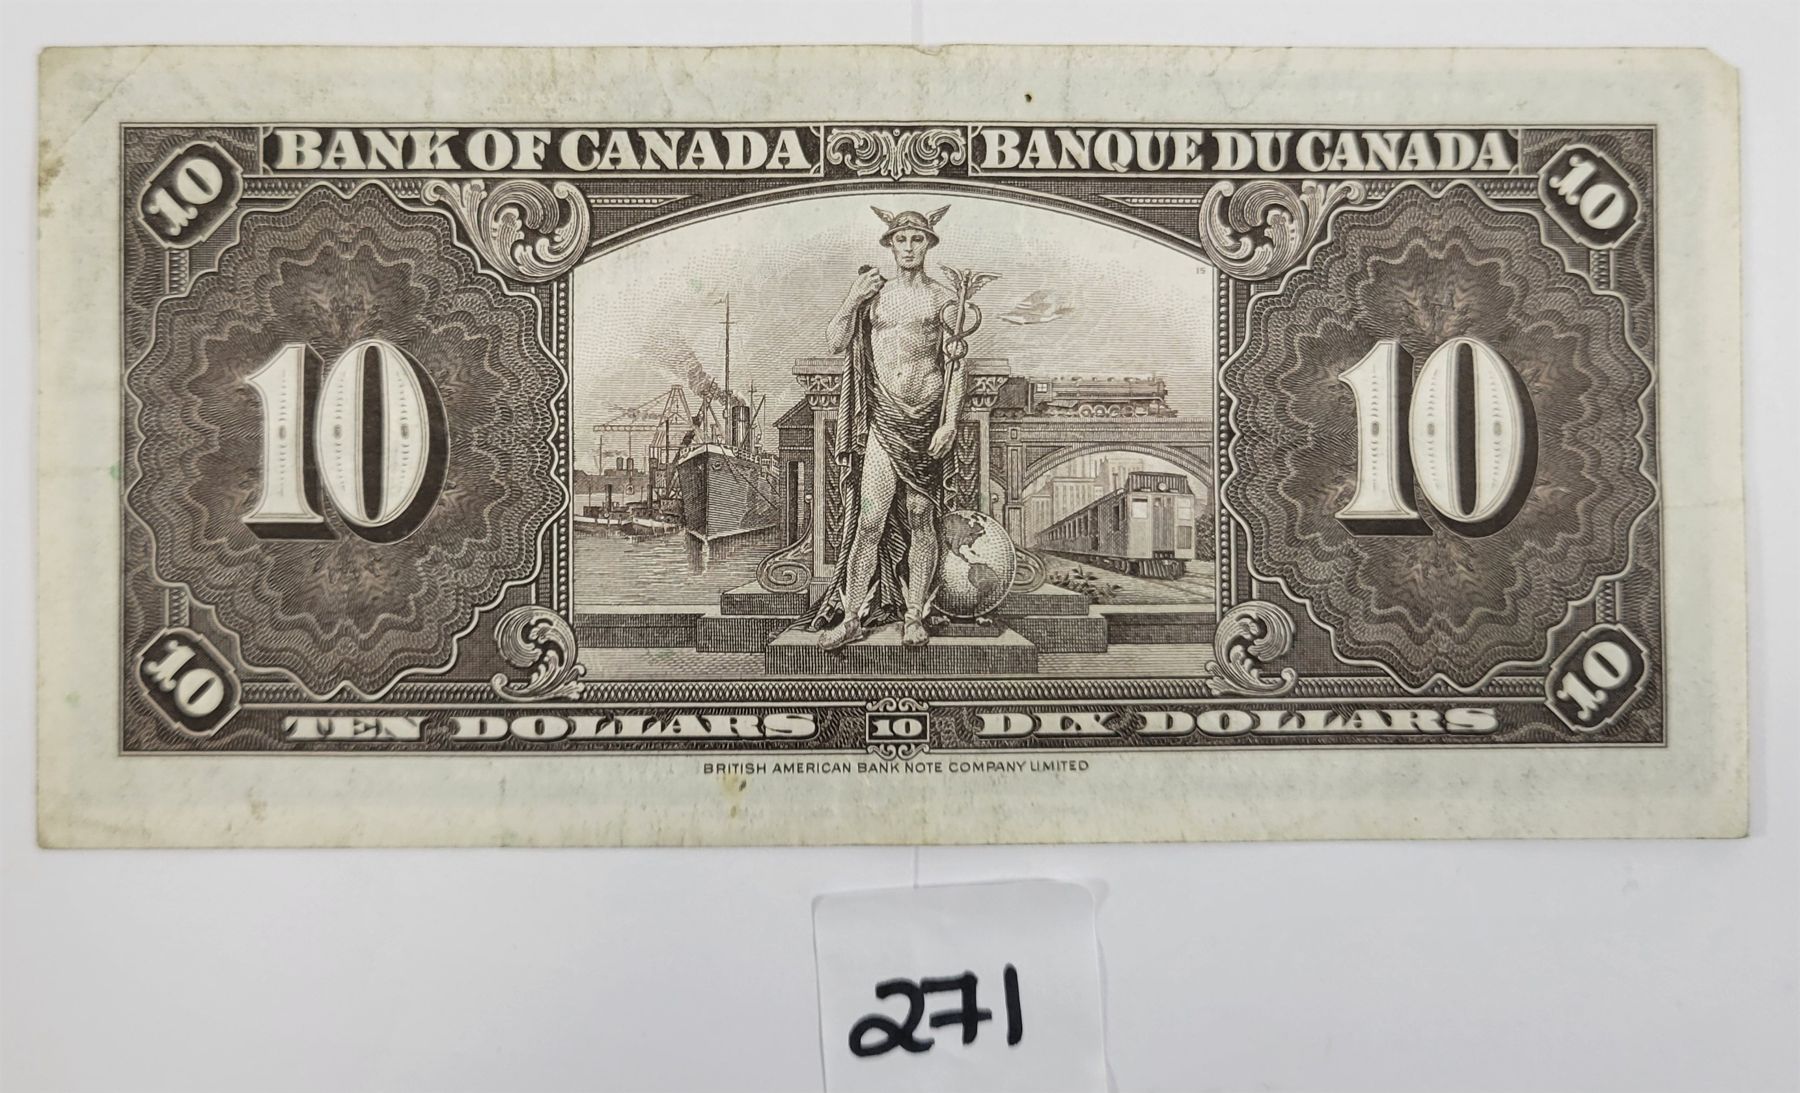 BANK OF CANADA BANQUE DU CANADA
10 10
15
10 10
10 10
TEN DOLLARS 10 DIX DOLLARS
BRITISH AMERICAN BANK NOTE COMPANY LIMITED
271